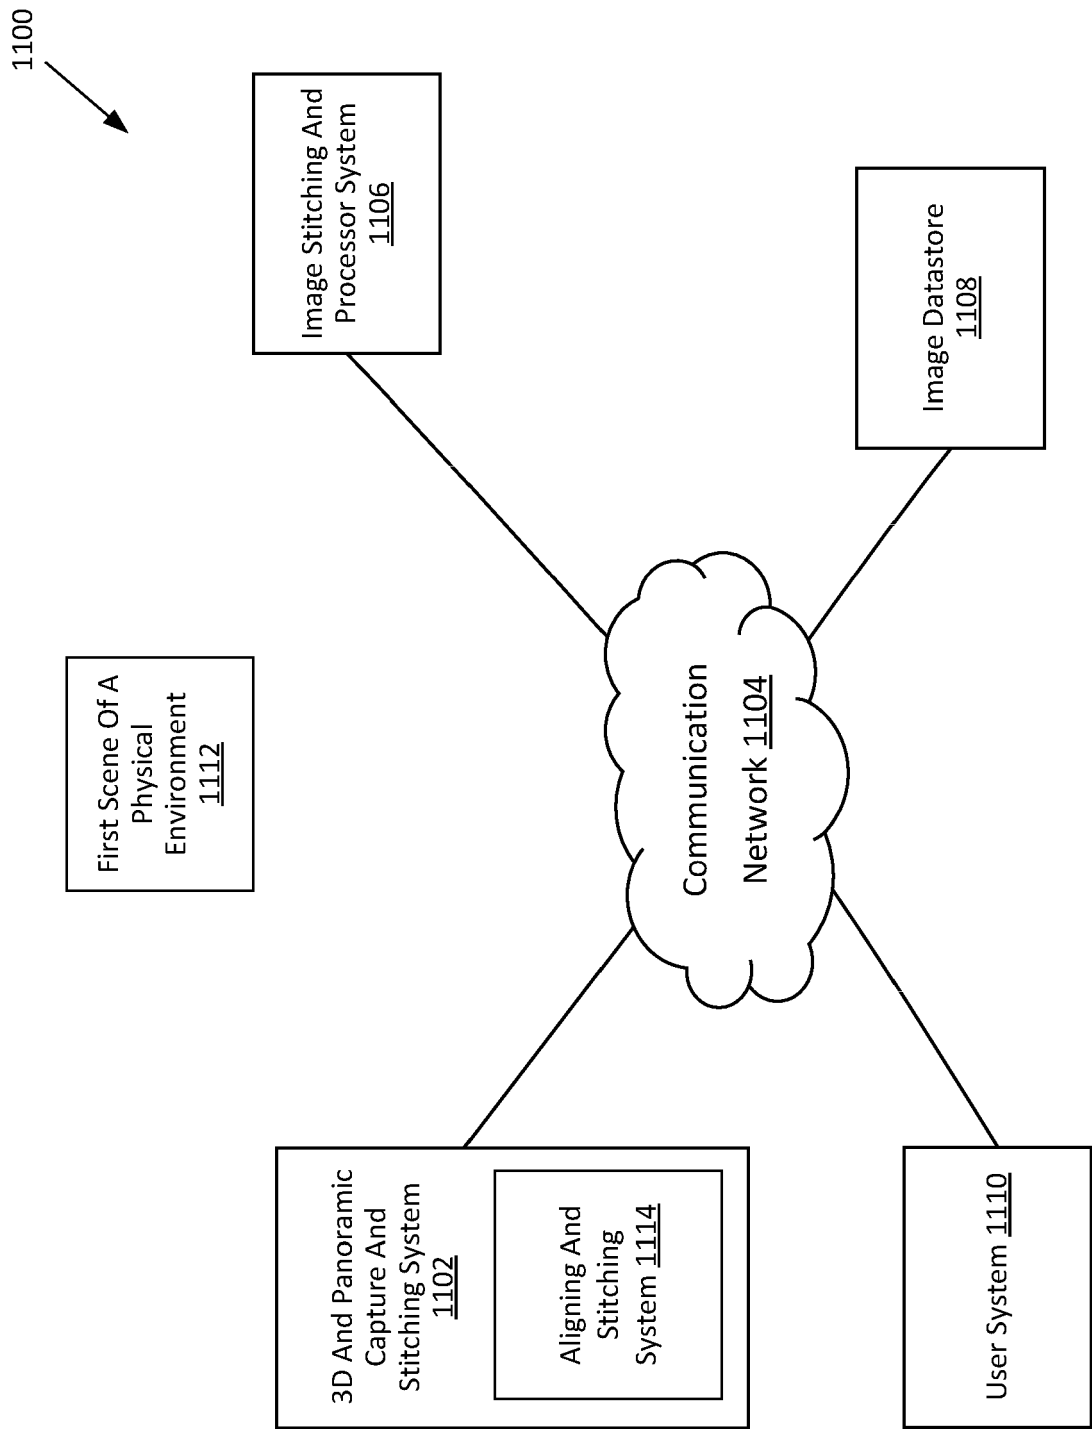 1100
First Scene Of A
Physical
Environment
1112
3D And Panoramic
Capture And
Stitching System
1102
Aligning And
Stitching
System 1114
Image Stitching And
Processor System
1106
Communication
Network 1104
User System 1110
Image Datastore
1108